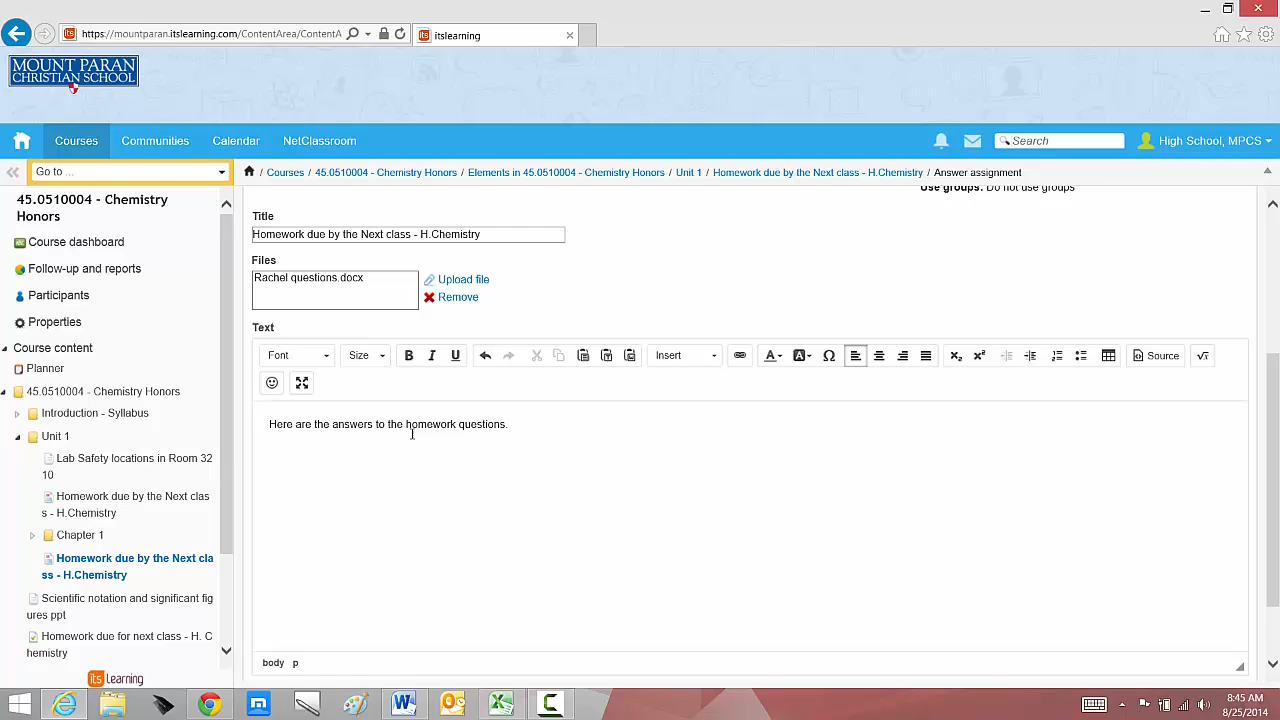 https://mountparan.itslearning.com/ContentArea/ContentA
itslearning
MOUNT PARAN
CHRISTIAN SCHOOL
Courses
Communities
Calendar
NetClassroom
Search
High School, MPCS
Go to ...
Courses / 45.0510004 - Chemistry Honors / Elements in 45.0510004 - Chemistry Honors / Unit 1 / Homework due by the Next class - H.Chemistry / Answer assignment
Use groups: Do not use groups
45.0510004 - Chemistry
Honors
Course dashboard
Follow-up and reports
Participants
Properties
Course content
Planner
45.0510004 - Chemistry Honors
Introduction - Syllabus
Unit 1
Lab Safety locations in Room 32
10
Homework due by the Next clas
s - H.Chemistry
Chapter 1
Homework due by the Next cla
ss - H.Chemistry
Scientific notation and significant fig
ures ppt
Homework due for next class - H. C
hemistry
its Learning
Title
Homework due by the Next class - H.Chemistry
Files
Rachel questions.docx
Upload file
Remove
Text
Font
Size
B I U
Insert
Source
Here are the answers to the homework questions.
body p
8:45 AM
8/25/2014